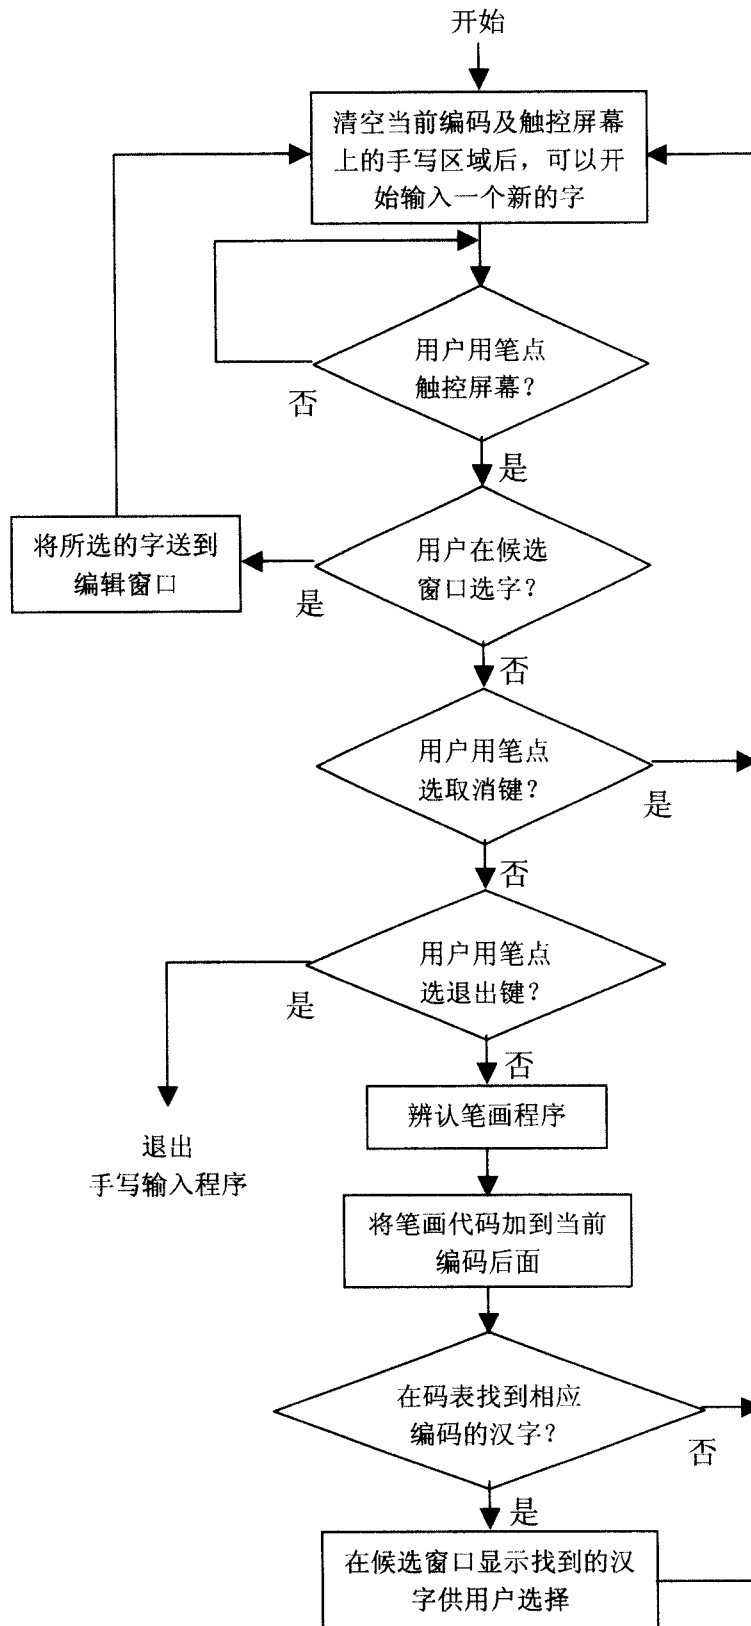 开始
清空当前编码及触控屏幕
上的手写区域后，可以开
始输入一个新的字
用户用笔点
触控屏幕？
否
是
将所选的字送到
编辑窗口
用户在候选
窗口选字？
是
否
用户用笔点
选取消键？
是
否
用户用笔点
选退出键？
是
否
辨认笔画程序
退出
手写输入程序
将笔画代码加到当前
编码后面
在码表找到相应
编码的汉字？
否
是
在候选窗口显示找到的汉
字供用户选择